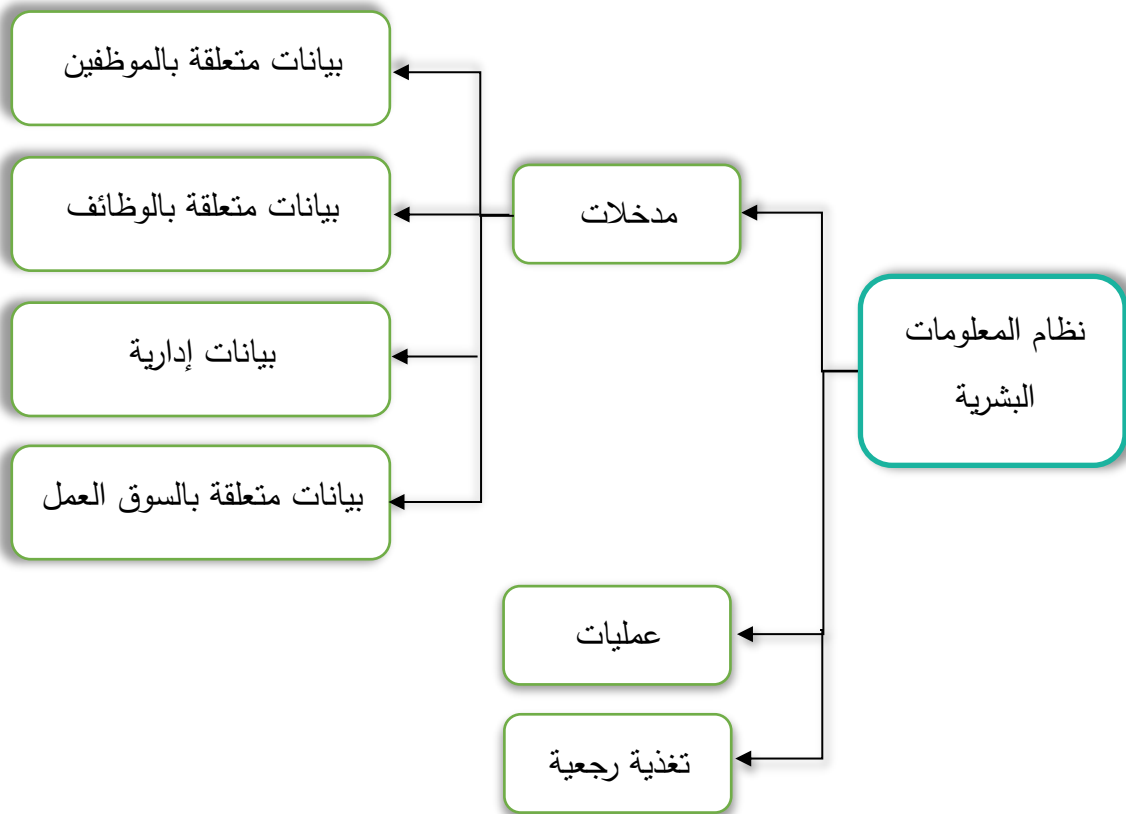 نظام المعلومات
البشرية
مدخلات
بيانات متعلقة بالموظفين
بيانات متعلقة بالوظائف
بيانات إدارية
بيانات متعلقة بالسوق العمل
عمليات
تغذية رجعية